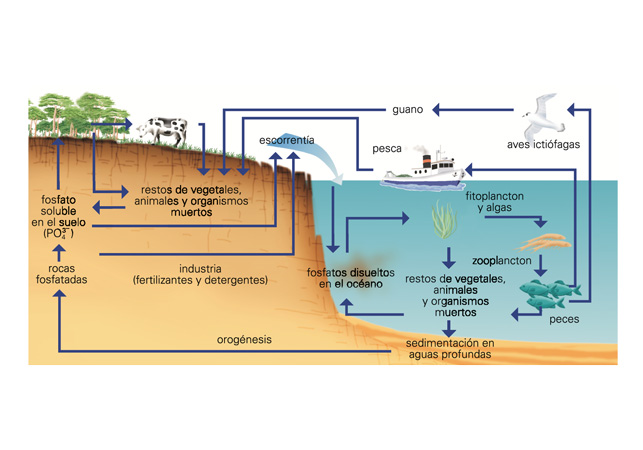 guano
aves ictiófagas
escorrentía
pesca
fitoplancton
y algas
restos de vegetales,
animales y organismos
muertos
fosfato
soluble
en el suelo
(PO₄³⁻)
zooplancton
rocas
fosfatadas
industria
(fertilizantes y detergentes)
fosfatos disueltos
en el océano
restos de vegetales,
animales
y organismos
muertos
peces
orogénesis
sedimentación en
aguas profundas